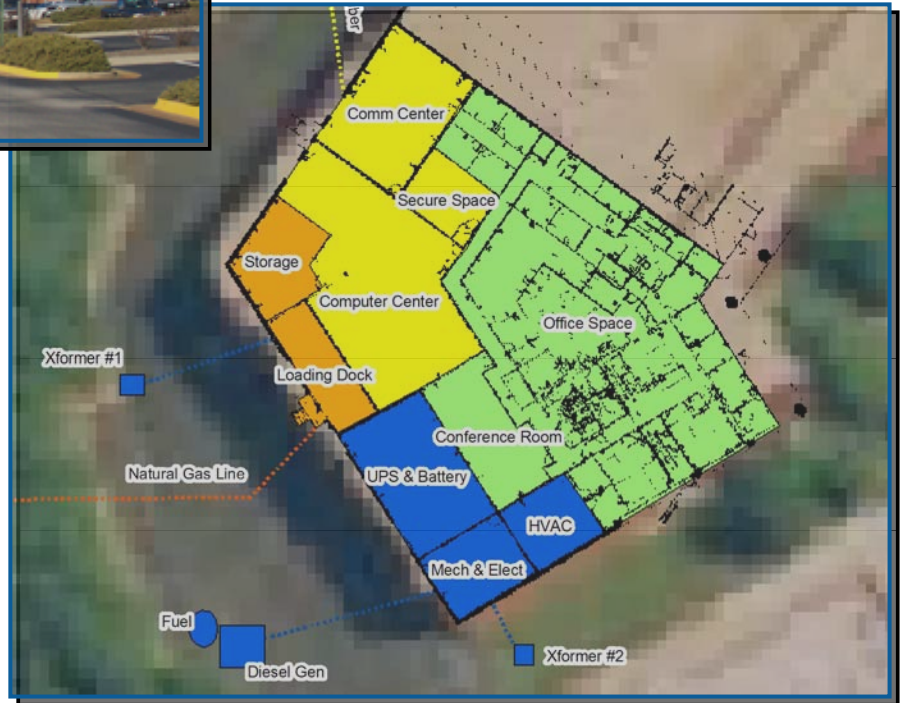 ber
Comm Center
Secure Space
Storage
Computer Center
Office Space
Xformer #1
Loading Dock
Conference Room
Natural Gas Line
UPS & Battery
HVAC
Mech & Elect
Fuel
Xformer #2
Diesel Gen